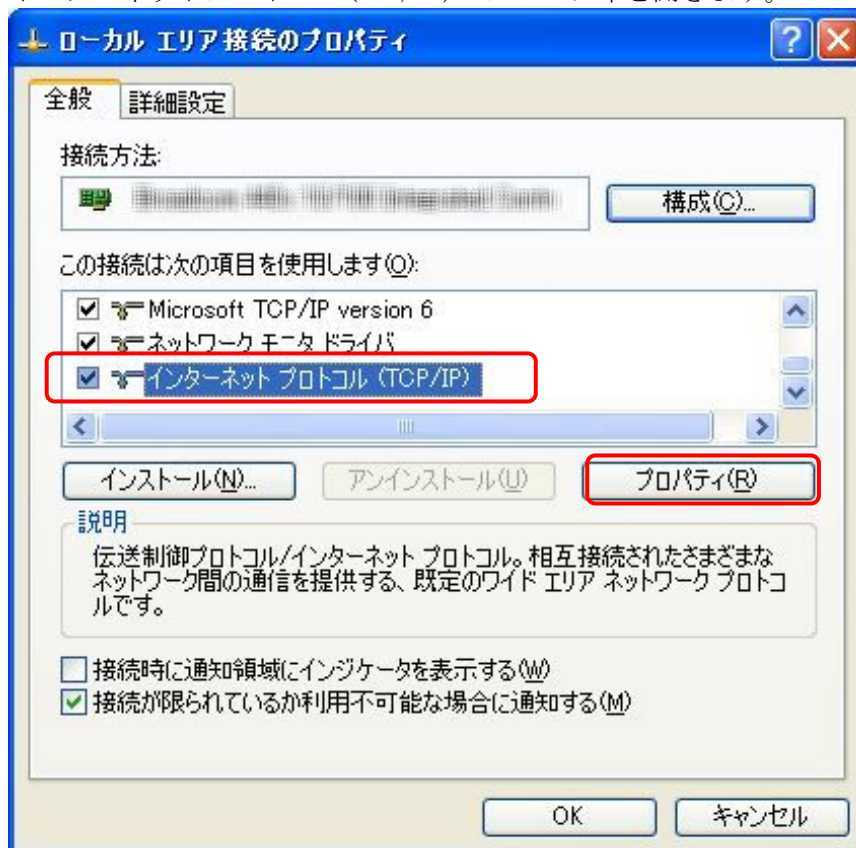 ローカル エリア接続のプロパティ
全般 詳細設定
接続方法:
構成(C)...
この接続は次の項目を使用します(O):
Microsoft TCP/IP version 6
ネットワーク モニタ ドライバ
インターネット プロトコル (TCP/IP)
インストール(N)... アンインストール(U) プロパティ(R)
説明
伝送制御プロトコル/インターネット プロトコル。相互接続されたさまざまな
ネットワーク間の通信を提供する、既定のワイド エリア ネットワーク プロトコ
ルです。
接続時に通知領域にインジケータを表示する(W)
接続が限られているか利用不可能な場合に通知する(M)
OK キャンセル